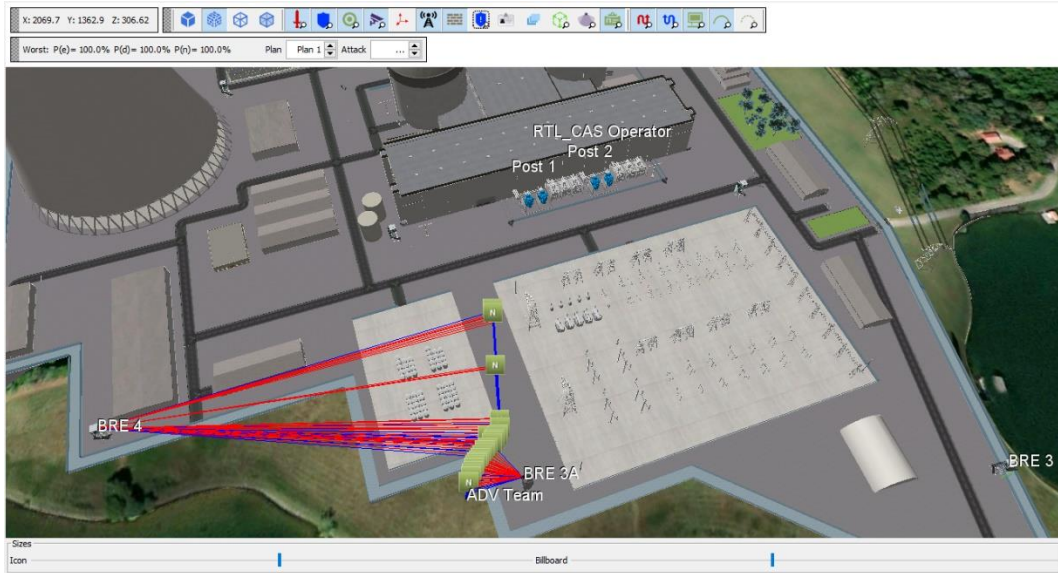 X: 2069.7 Y: 1362.9 Z: 306.62
Worst: P(e)= 100.0% P(d)= 100.0% P(n)= 100.0% Plan Plan 1 Attack ...
RTL_CAS Operator
Post 2
Post 1
N
N
BRE 4
BRE 3A
BRE 3
N
ADV Team
Sizes
Icon Billboard